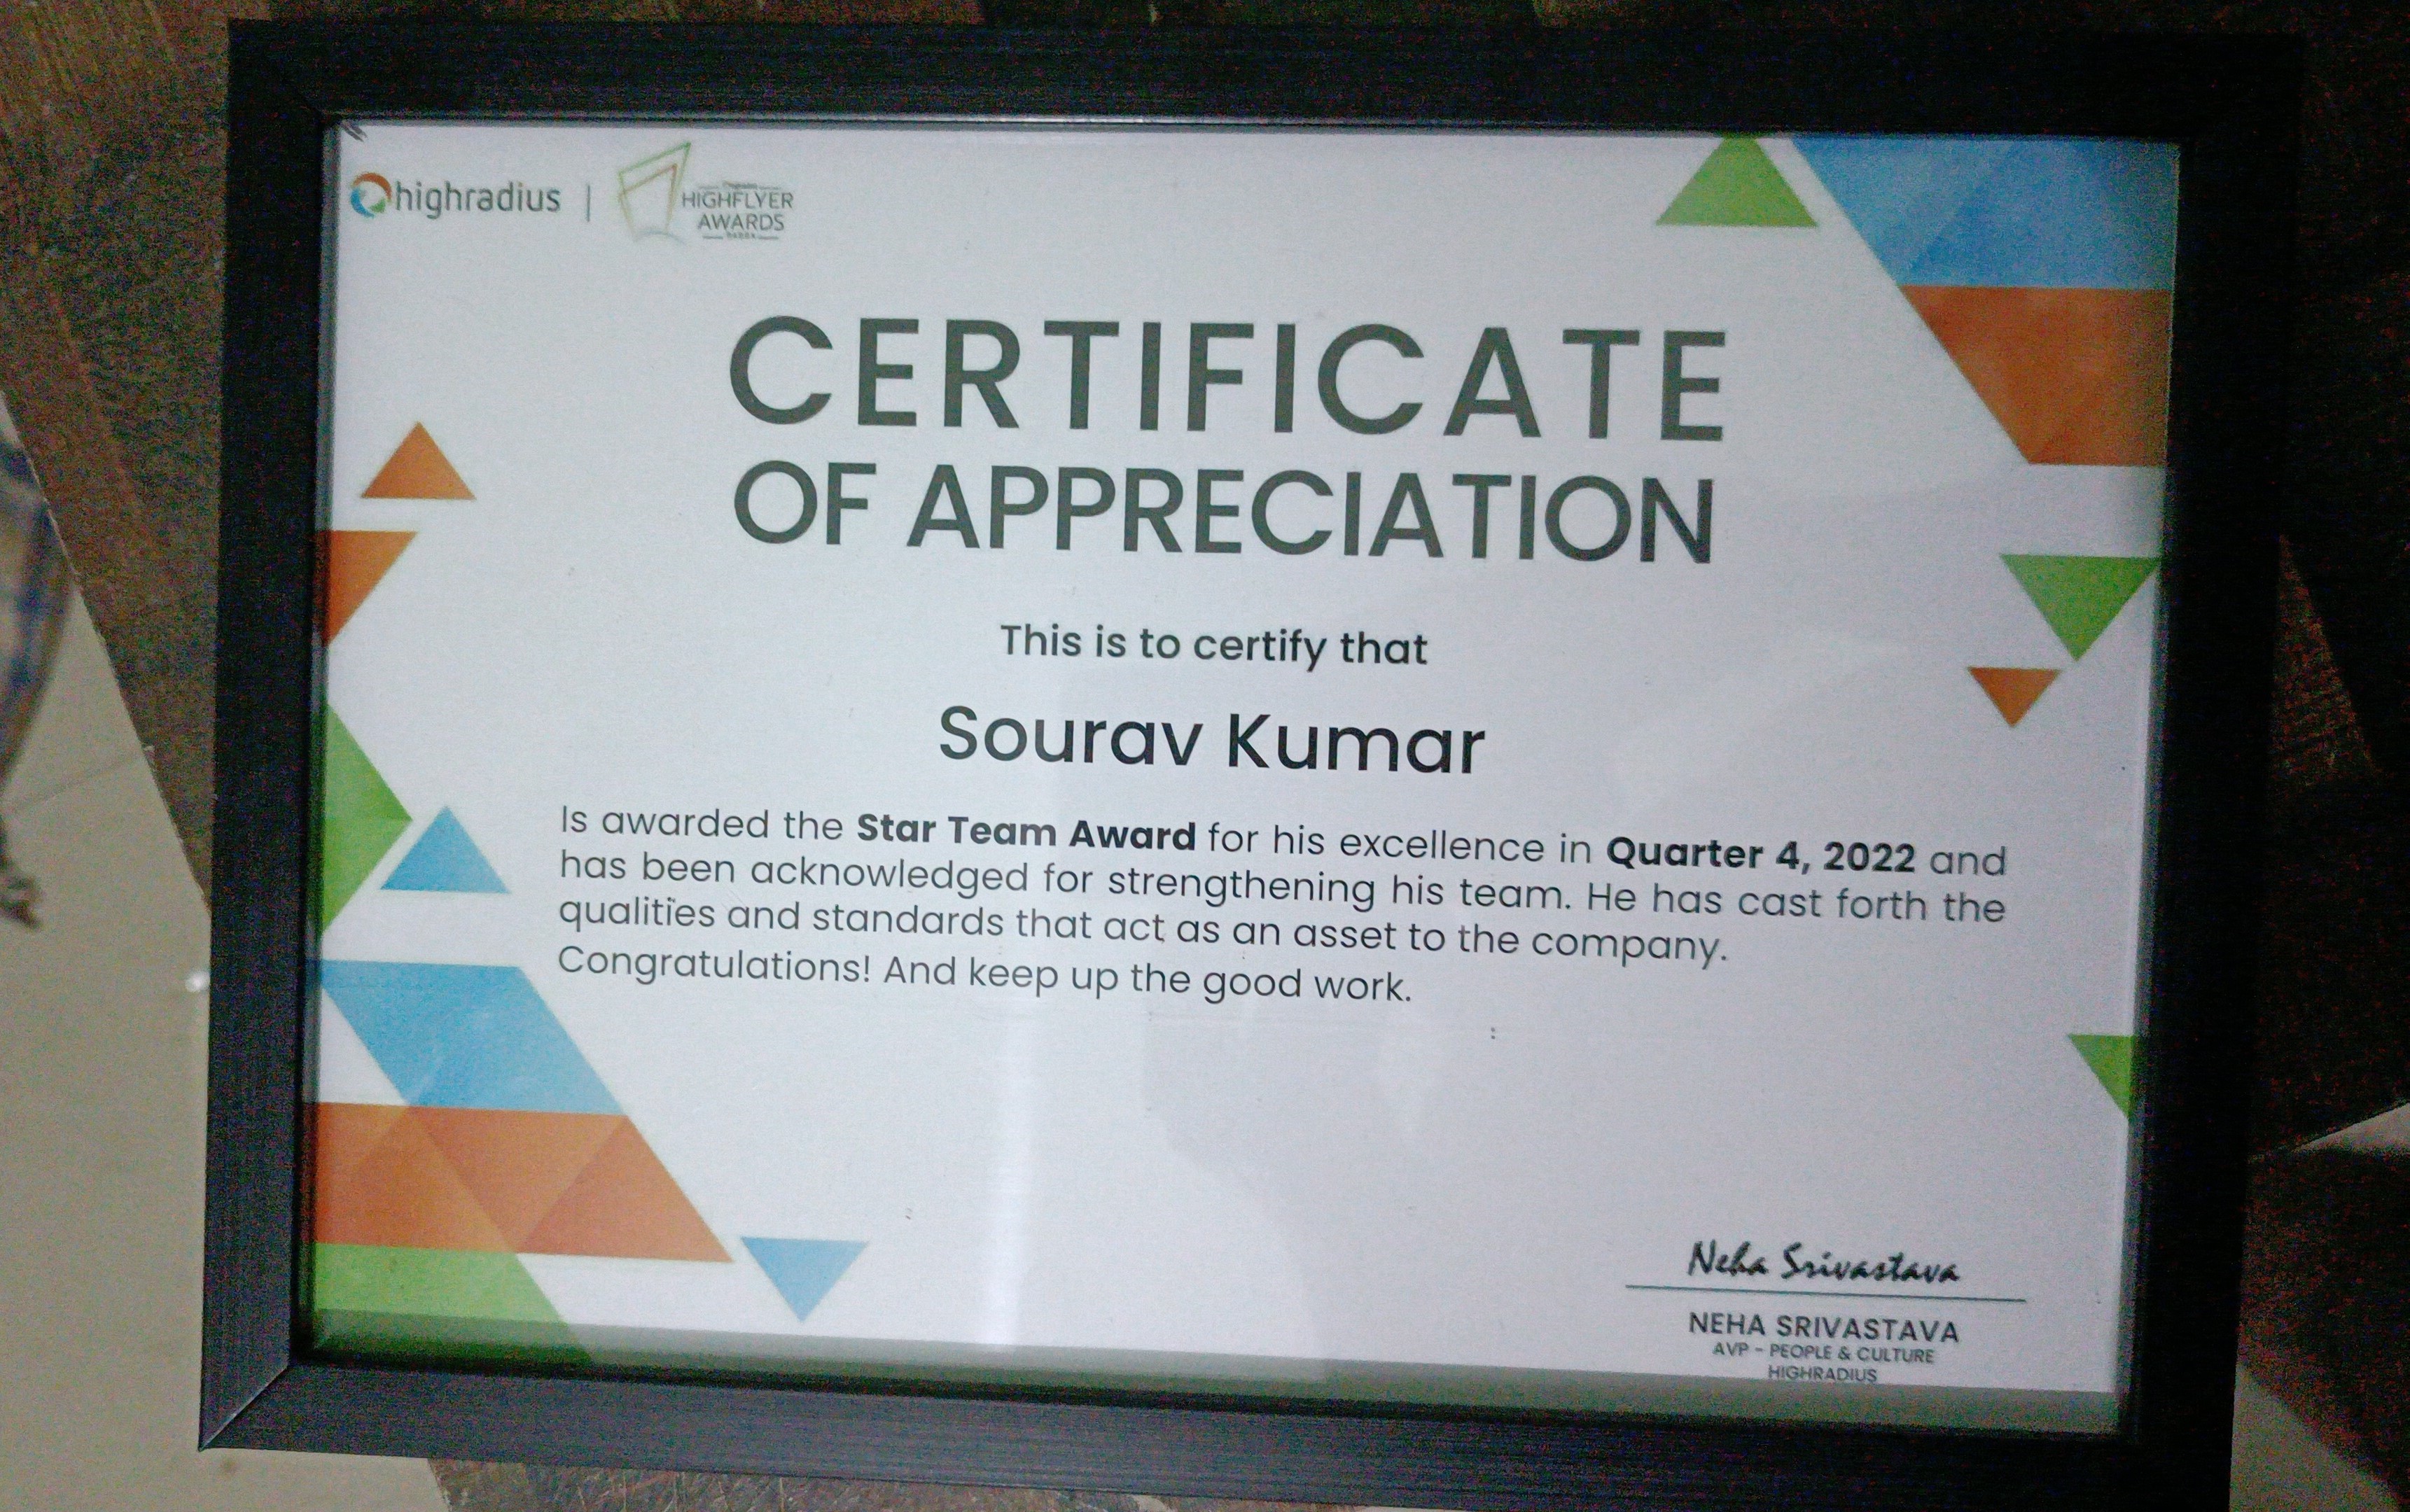 highradius | HIGHFLYER
AWARDS
CERTIFICATE
OF APPRECIATION
This is to certify that
Sourav Kumar
Is awarded the Star Team Award for his excellence in Quarter 4, 2022 and
has been acknowledged for strengthening his team. He has cast forth the
qualities and standards that act as an asset to the company.
Congratulations! And keep up the good work.
Neha Srivastava
NEHA SRIVASTAVA
AVP - PEOPLE & CULTURE
HIGHRADIUS